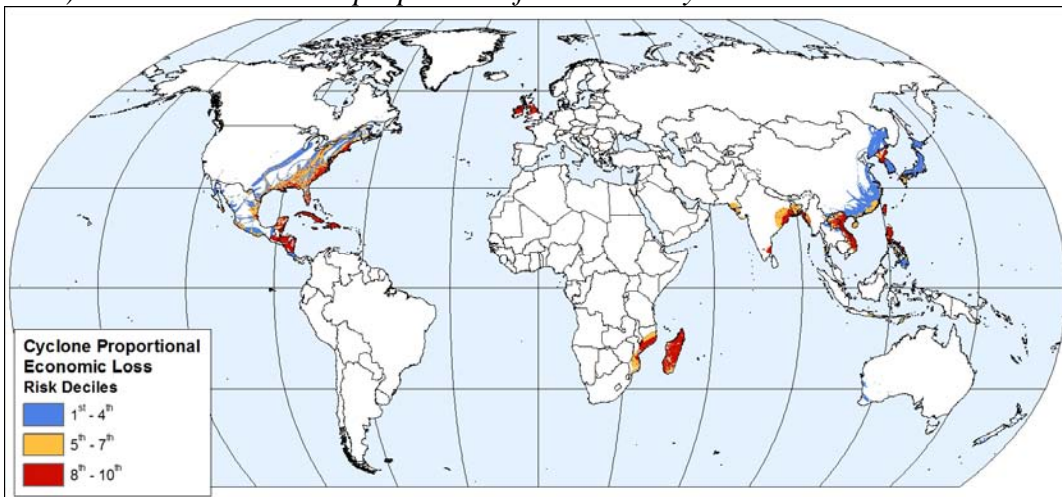 Cyclone Proportional
Economic Loss
Risk Deciles
1st - 4th
5th - 7th
8th - 10th